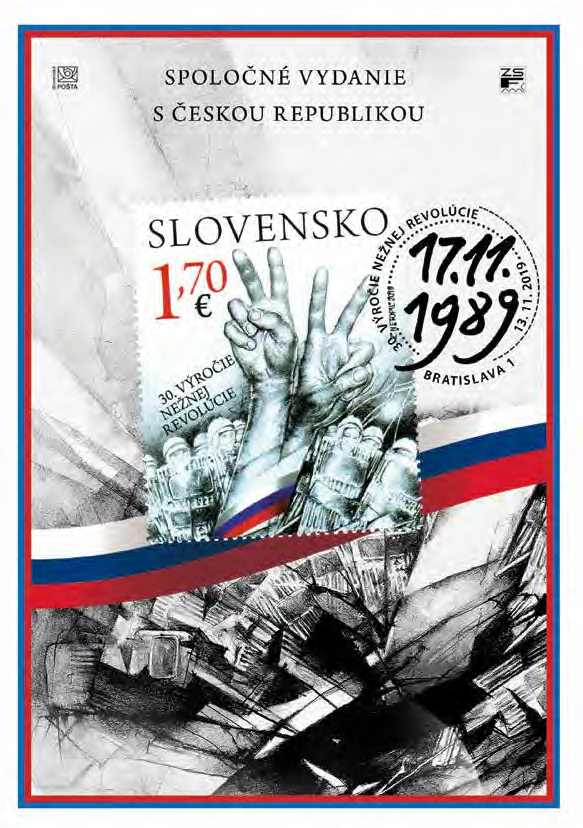 POŠTA
ZSF
SPOLOČNÉ VYDANIE
S ČESKOU REPUBLIKOU
SLOVENSKO
1,70
€
30. VÝROČIE
NEŽNEJ
REVOLÚCIE
30. VÝROČIE NEŽNEJ REVOLÚCIE
17.11.
1989
13. 11. 2019
BRATISLAVA 1